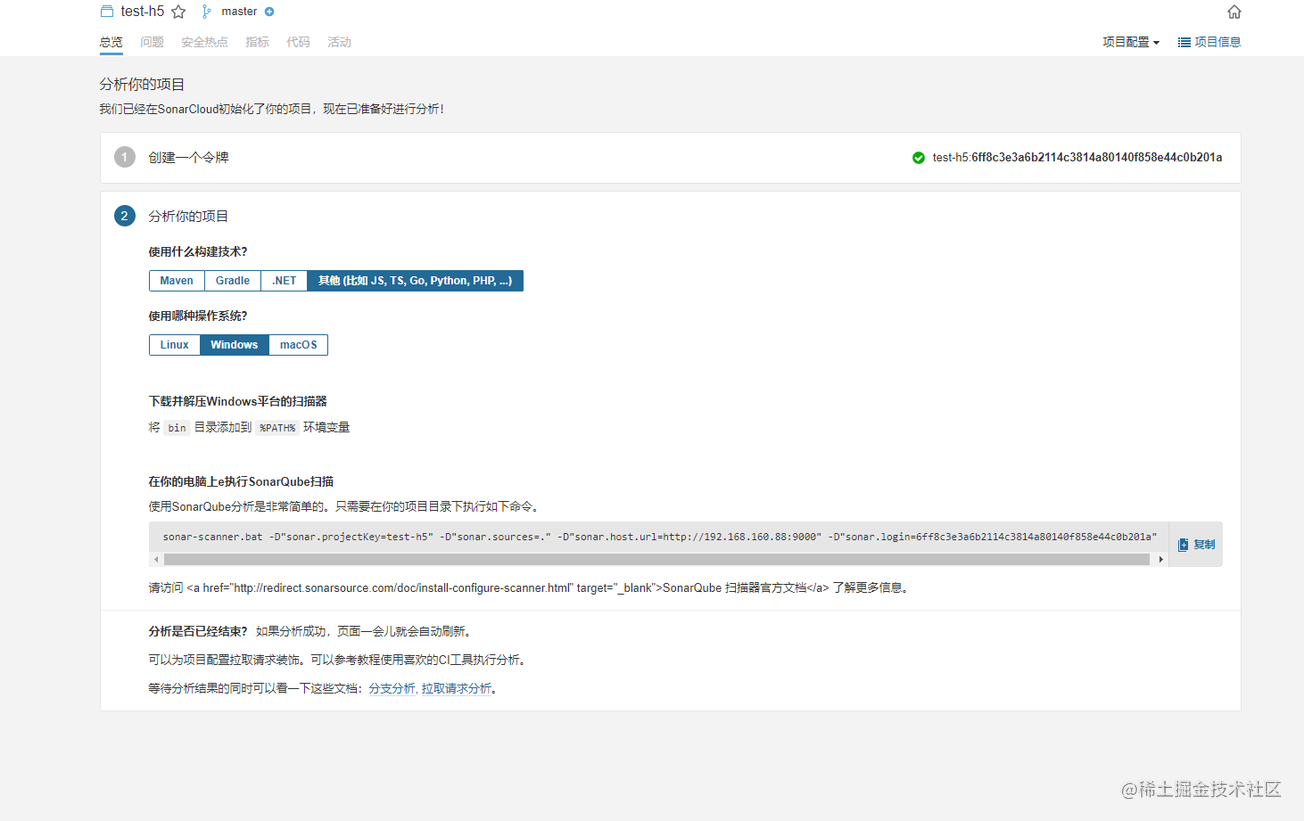 test-h5 master
总览 问题 安全热点 指标 代码 活动 项目配置 项目信息
分析你的项目
我们已经在SonarCloud初始化了你的项目，现在已准备好进行分析！
1 创建一个令牌 test-h5:6ff8c3e3a6b2114c3814a80140f858e44c0b201a
2 分析你的项目
使用什么构建技术?
Maven Gradle .NET 其他 (比如 JS, TS, Go, Python, PHP, ...)
使用哪种操作系统?
Linux Windows macOS
下载并解压Windows平台的扫描器
将 bin 目录添加到 %PATH% 环境变量
在你的电脑上e执行SonarQube扫描
使用SonarQube分析是非常简单的。只需要在你的项目目录下执行如下命令。
sonar-scanner.bat -D"sonar.projectKey=test-h5" -D"sonar.sources=." -D"sonar.host.url=http://192.168.160.88:9000" -D"sonar.login=6ff8c3e3a6b2114c3814a80140f858e44c0b201a"
复制
请访问 <a href="http://redirect.sonarsource.com/doc/install-configure-scanner.html" target="_blank">SonarQube 扫描器官方文档</a> 了解更多信息。
分析是否已经结束？ 如果分析成功，页面一会儿就会自动刷新。
可以为项目配置拉取请求装饰。可以参考教程使用喜欢的CI工具执行分析。
等待分析结果的同时可以看一下这些文档：分支分析, 拉取请求分析。
@稀土掘金技术社区